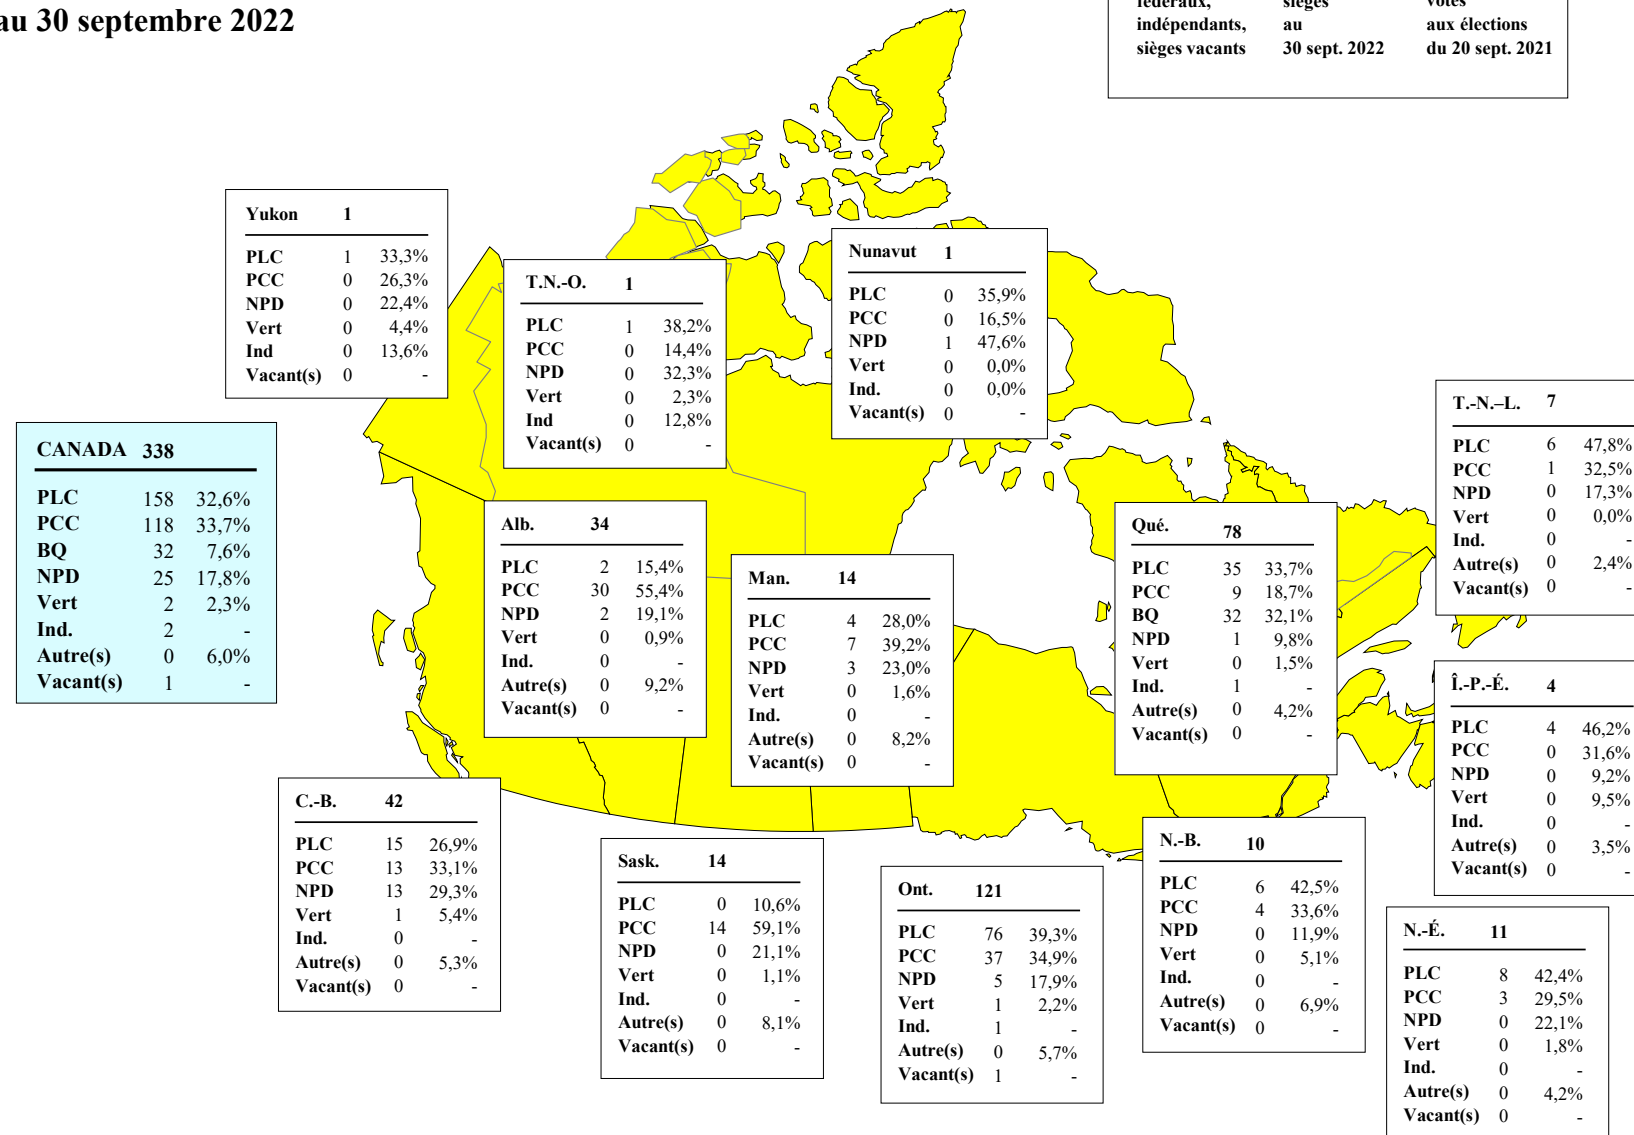 au 30 septembre 2022
fédéraux, sièges votes
indépendants, au aux élections
sièges vacants 30 sept. 2022 du 20 sept. 2021
Yukon 1
PLC 1 33,3%
PCC 0 26,3%
NPD 0 22,4%
Vert 0 4,4%
Ind 0 13,6%
Vacant(s) 0 -
T.N.-O. 1
PLC 1 38,2%
PCC 0 14,4%
NPD 0 32,3%
Vert 0 2,3%
Ind 0 12,8%
Vacant(s) 0 -
Nunavut 1
PLC 0 35,9%
PCC 0 16,5%
NPD 1 47,6%
Vert 0 0,0%
Ind. 0 0,0%
Vacant(s) 0 -
T.-N.–L. 7
PLC 6 47,8%
PCC 1 32,5%
NPD 0 17,3%
Vert 0 0,0%
Ind. 0 -
Autre(s) 0 2,4%
Vacant(s) 0 -
CANADA 338
PLC 158 32,6%
PCC 118 33,7%
BQ 32 7,6%
NPD 25 17,8%
Vert 2 2,3%
Ind. 2 -
Autre(s) 0 6,0%
Vacant(s) 1 -
Alb. 34
PLC 2 15,4%
PCC 30 55,4%
NPD 2 19,1%
Vert 0 0,9%
Ind. 0 -
Autre(s) 0 9,2%
Vacant(s) 0 -
Man. 14
PLC 4 28,0%
PCC 7 39,2%
NPD 3 23,0%
Vert 0 1,6%
Ind. 0 -
Autre(s) 0 8,2%
Vacant(s) 0 -
Qué. 78
PLC 35 33,7%
PCC 9 18,7%
BQ 32 32,1%
NPD 1 9,8%
Vert 0 1,5%
Ind. 1 -
Autre(s) 0 4,2%
Vacant(s) 0 -
Î.-P.-É. 4
PLC 4 46,2%
PCC 0 31,6%
NPD 0 9,2%
Vert 0 9,5%
Ind. 0 -
Autre(s) 0 3,5%
Vacant(s) 0 -
C.-B. 42
PLC 15 26,9%
PCC 13 33,1%
NPD 13 29,3%
Vert 1 5,4%
Ind. 0 -
Autre(s) 0 5,3%
Vacant(s) 0 -
Sask. 14
PLC 0 10,6%
PCC 14 59,1%
NPD 0 21,1%
Vert 0 1,1%
Ind. 0 -
Autre(s) 0 8,1%
Vacant(s) 0 -
Ont. 121
PLC 76 39,3%
PCC 37 34,9%
NPD 5 17,9%
Vert 1 2,2%
Ind. 1 -
Autre(s) 0 5,7%
Vacant(s) 1 -
N.-B. 10
PLC 6 42,5%
PCC 4 33,6%
NPD 0 11,9%
Vert 0 5,1%
Ind. 0 -
Autre(s) 0 6,9%
Vacant(s) 0 -
N.-É. 11
PLC 8 42,4%
PCC 3 29,5%
NPD 0 22,1%
Vert 0 1,8%
Ind. 0 -
Autre(s) 0 4,2%
Vacant(s) 0 -